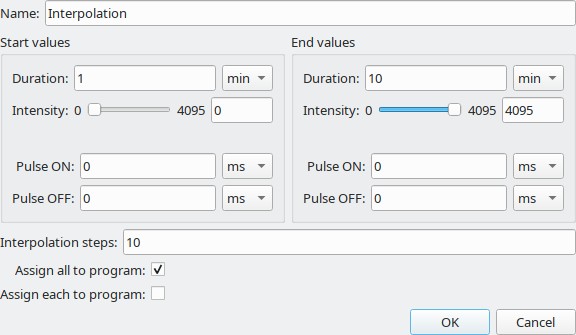 Name: Interpolation
Start values End values
Duration: 1 min Duration: 10 min
Intensity: 0 4095 0 Intensity: 0 4095 4095
Pulse ON: 0 ms Pulse ON: 0 ms
Pulse OFF: 0 ms Pulse OFF: 0 ms
Interpolation steps: 10
Assign all to program:
Assign each to program:
OK Cancel